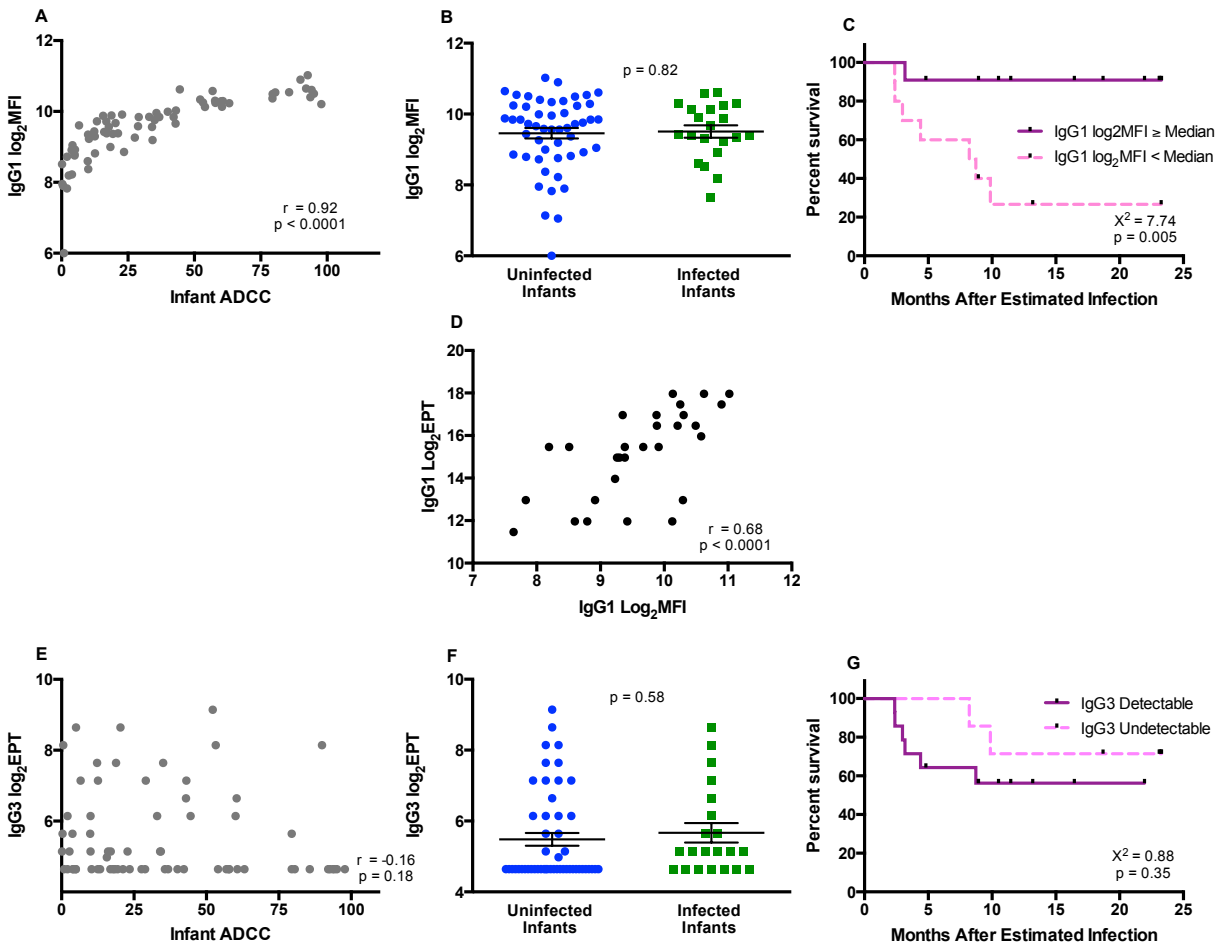 A
IgG1 log2MFI
12
10
8
6
0
25
50
75
100
Infant ADCC
r = 0.92
p < 0.0001
B
IgG1 log2MFI
12
10
8
6
p = 0.82
Uninfected
Infants
Infected
Infants
C
Percent survival
100
80
60
40
20
0
0
5
10
15
20
25
Months After Estimated Infection
IgG1 log2MFI ≥ Median
IgG1 log2MFI < Median
X2 = 7.74
p = 0.005
D
IgG1 Log2EPT
20
18
16
14
12
10
7
8
9
10
11
12
IgG1 Log2MFI
r = 0.68
p < 0.0001
E
IgG3 log2EPT
10
8
6
4
0
25
50
75
100
Infant ADCC
r = -0.16
p = 0.18
F
IgG3 log2EPT
10
8
6
4
p = 0.58
Uninfected
Infants
Infected
Infants
G
Percent survival
100
80
60
40
20
0
0
5
10
15
20
25
Months After Estimated Infection
IgG3 Detectable
IgG3 Undetectable
X2 = 0.88
p = 0.35